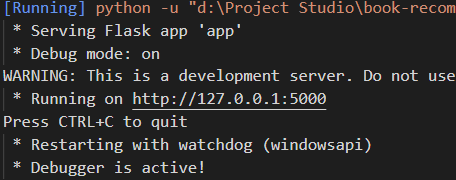 [Running] python -u "d:\Project Studio\book-recom
* Serving Flask app 'app'
* Debug mode: on
WARNING: This is a development server. Do not use
* Running on http://127.0.0.1:5000
Press CTRL+C to quit
* Restarting with watchdog (windowsapi)
* Debugger is active!